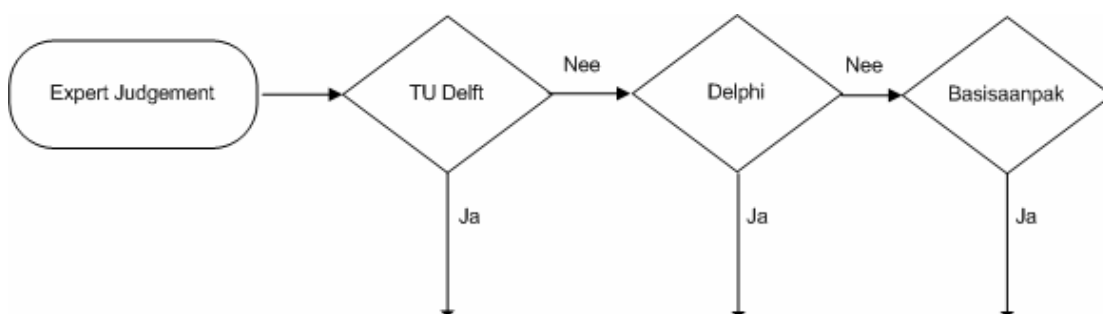 Expert Judgement
TU Delft
Nee
Delphi
Nee
Basisaanpak
Ja
Ja
Ja